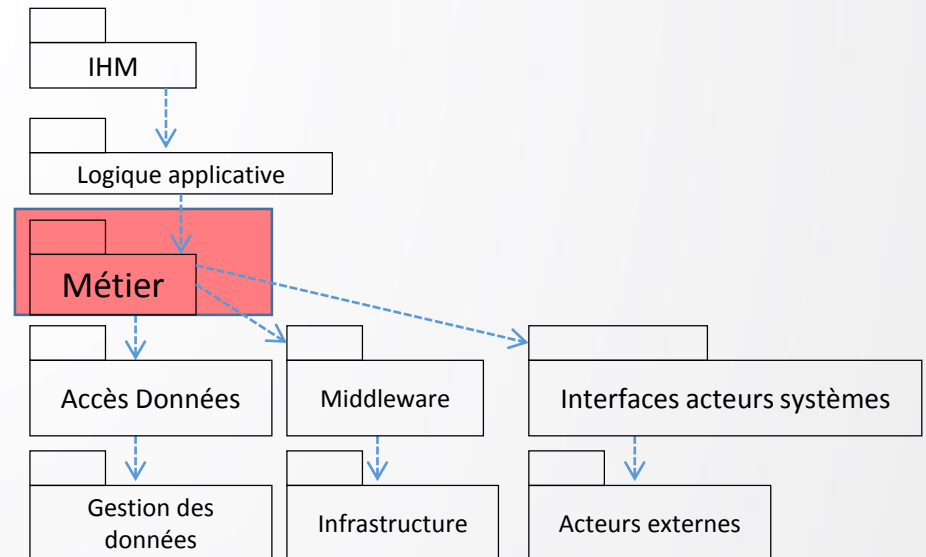 IHM
Logique applicative
Métier
Accès Données
Middleware
Interfaces acteurs systèmes
Gestion des
données
Infrastructure
Acteurs externes